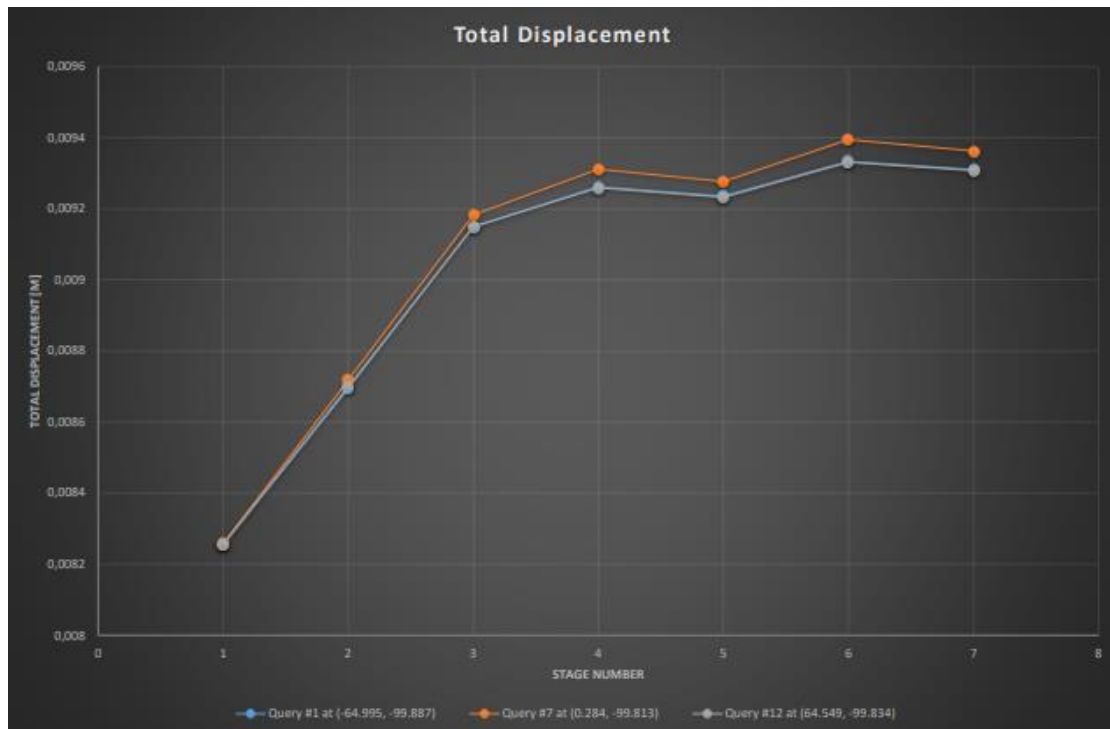 Total Displacement
0,0096
0,0094
0,0092
0,009
0,0088
0,0086
0,0084
0,0082
0,008
TOTAL DISPLACEMENT [M]
0 1 2 3 4 5 6 7 8
STAGE NUMBER
Query #1 at (-64.995, -99.887) Query #7 at (0.284, -99.813) Query #12 at (64.549, -99.834)